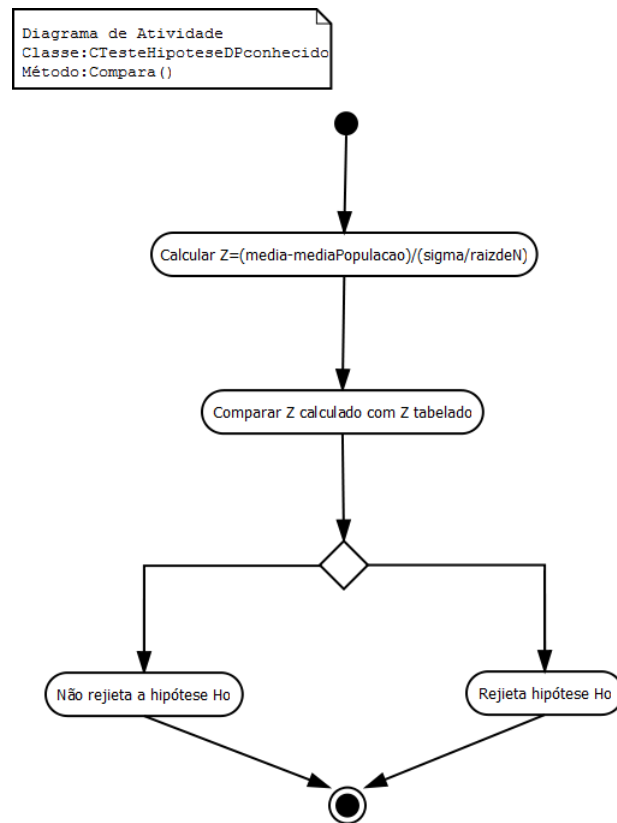 Diagrama de Atividade
Classe:CTesteHipoteseDPconhecido
Método:Compara()
Calcular Z=(media-mediaPopulacao)/(sigma/raizdeN)
Comparar Z calculado com Z tabelado
Não rejieta a hipótese Ho
Rejieta hipótese Ho